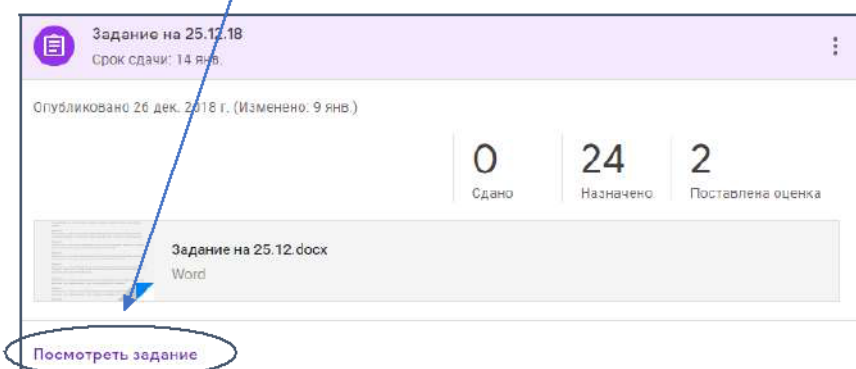 Задание на 25.12.18
Срок сдачи: 14 янв.
Опубликовано 26 дек. 2018 г. (Изменено: 9 янв.)
0 24 2
Сдано Назначено Поставлена оценка
Задание на 25.12.docx
Word
Посмотреть задание